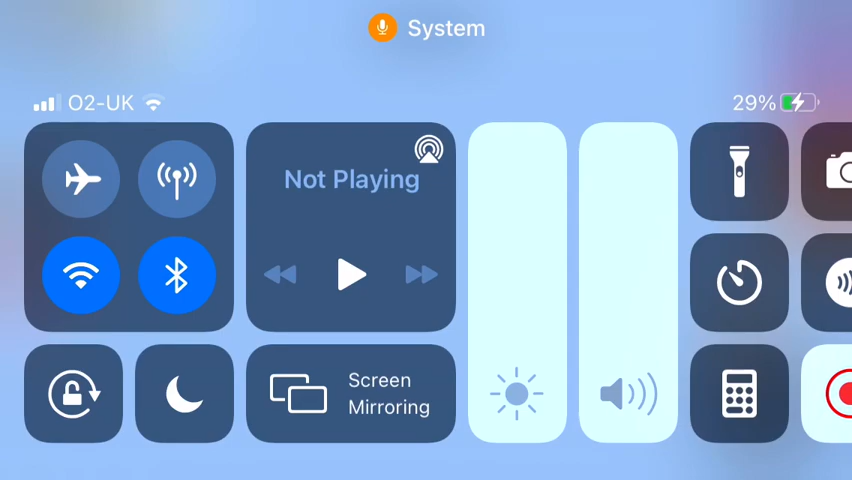 System
O2-UK
29%
Not Playing
Screen
Mirroring